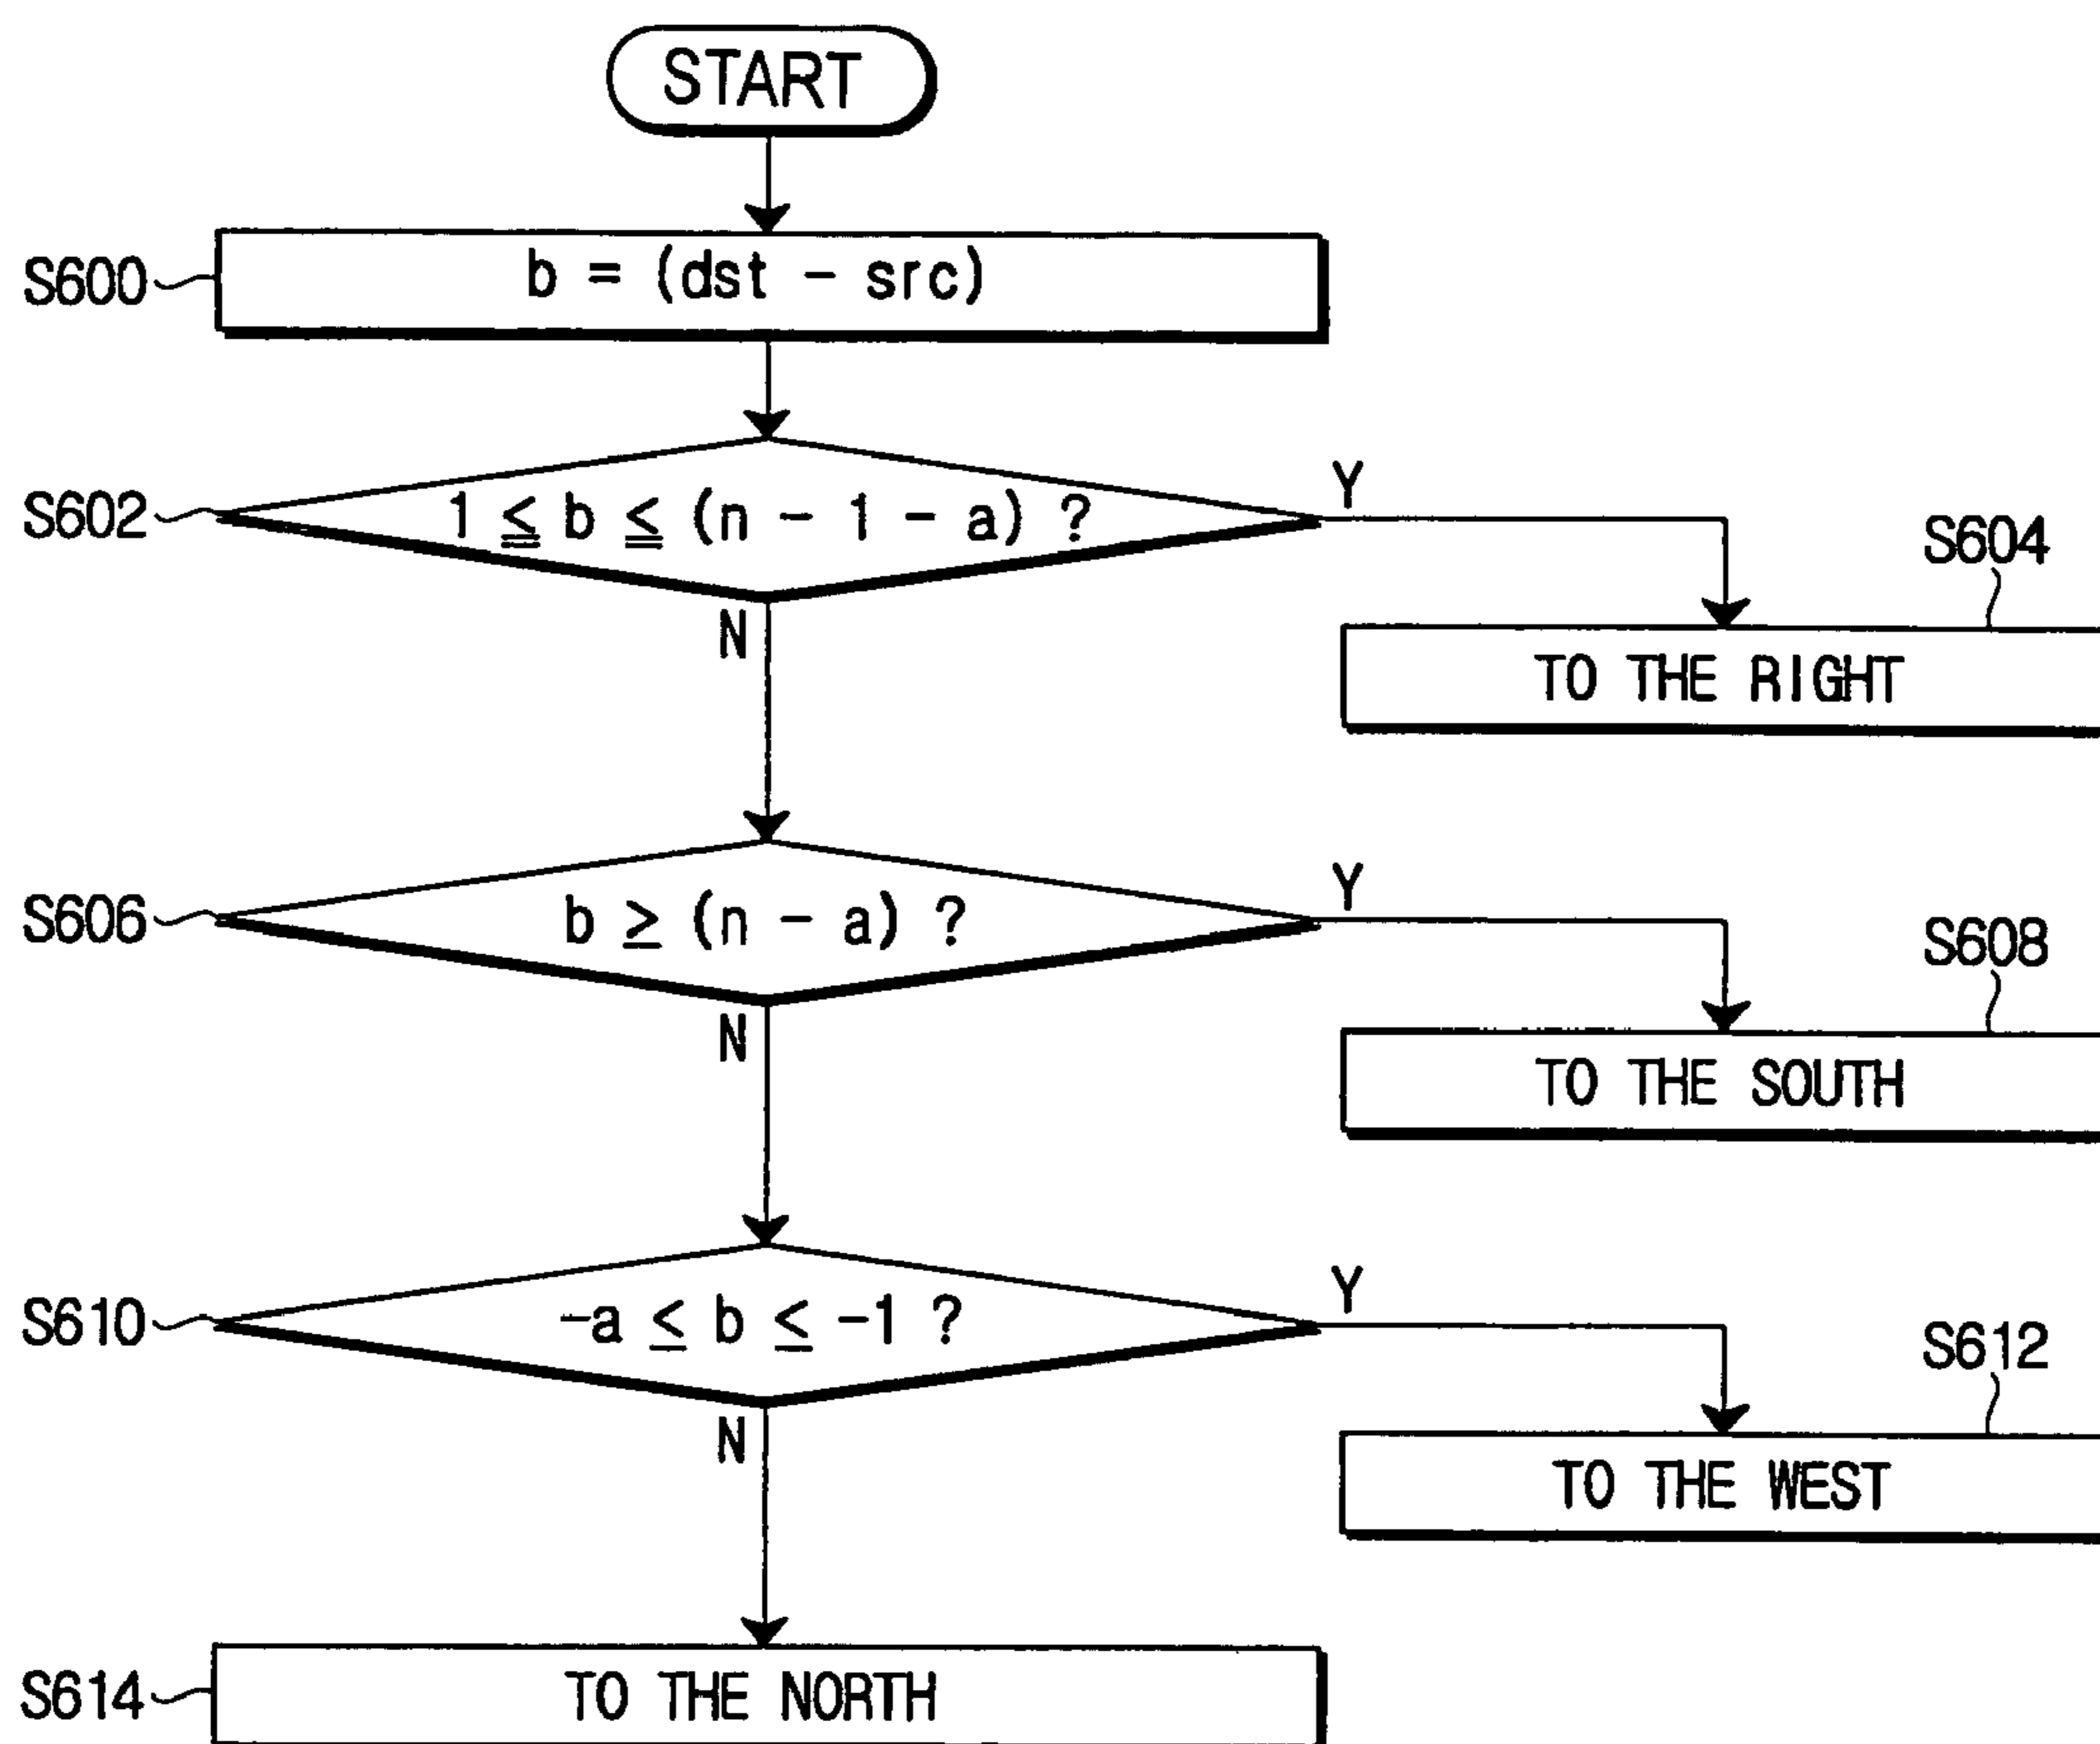 START
S600
b = (dst - src)
S602
1 ≦ b ≦ (n - 1 - a) ?
Y
N
S604
TO THE RIGHT
S606
b ≥ (n - a) ?
Y
N
S608
TO THE SOUTH
S610
-a ≤ b ≤ -1 ?
Y
N
S612
TO THE WEST
S614
TO THE NORTH